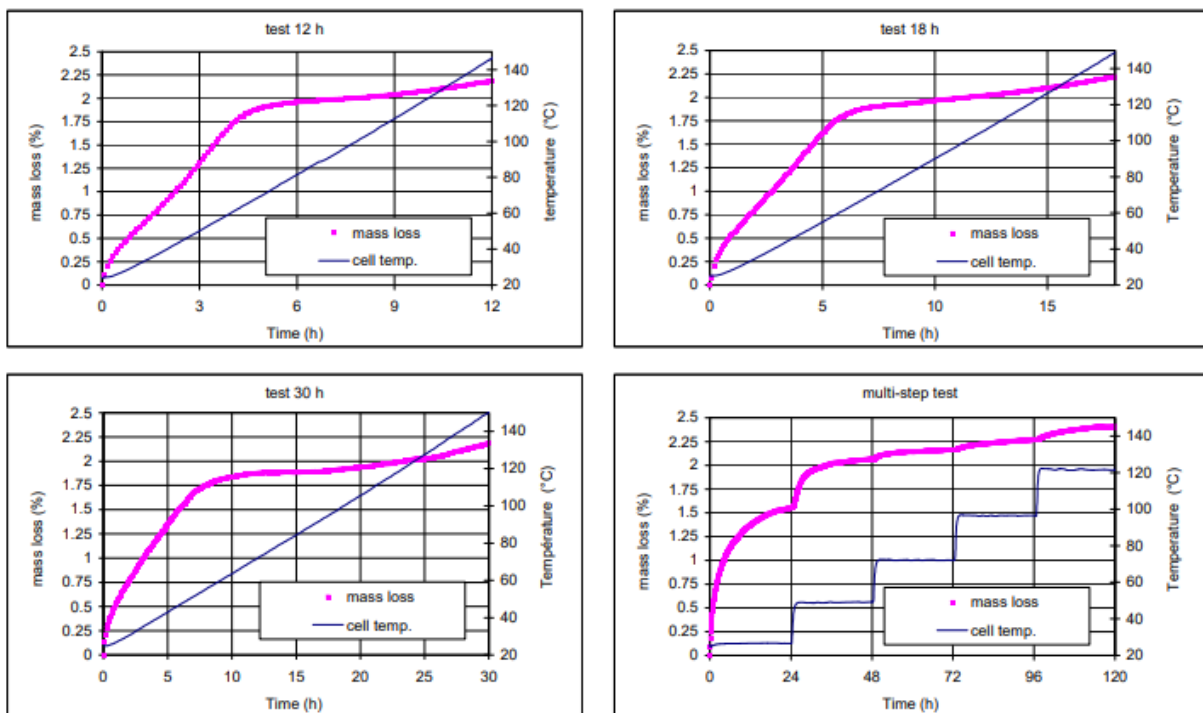 test 12 h
2.5
2.25
2
1.75
1.5
1.25
1
0.75
0.5
0.25
0
mass loss (%)
140
120
100
80
60
40
20
temperature (°C)
mass loss
cell temp.
0 3 6 9 12
Time (h)
test 18 h
2.5
2.25
2
1.75
1.5
1.25
1
0.75
0.5
0.25
0
mass loss (%)
140
120
100
80
60
40
20
Temperature (°C)
mass loss
cell temp.
0 5 10 15
Time (h)
test 30 h
2.5
2.25
2
1.75
1.5
1.25
1
0.75
0.5
0.25
0
mass loss (%)
140
120
100
80
60
40
20
Température (°C)
mass loss
cell temp.
0 5 10 15 20 25 30
Time (h)
multi-step test
2.5
2.25
2
1.75
1.5
1.25
1
0.75
0.5
0.25
0
mass loss (%)
140
120
100
80
60
40
20
Temperature (°C)
mass loss
cell temp.
0 24 48 72 96 120
Time (h)